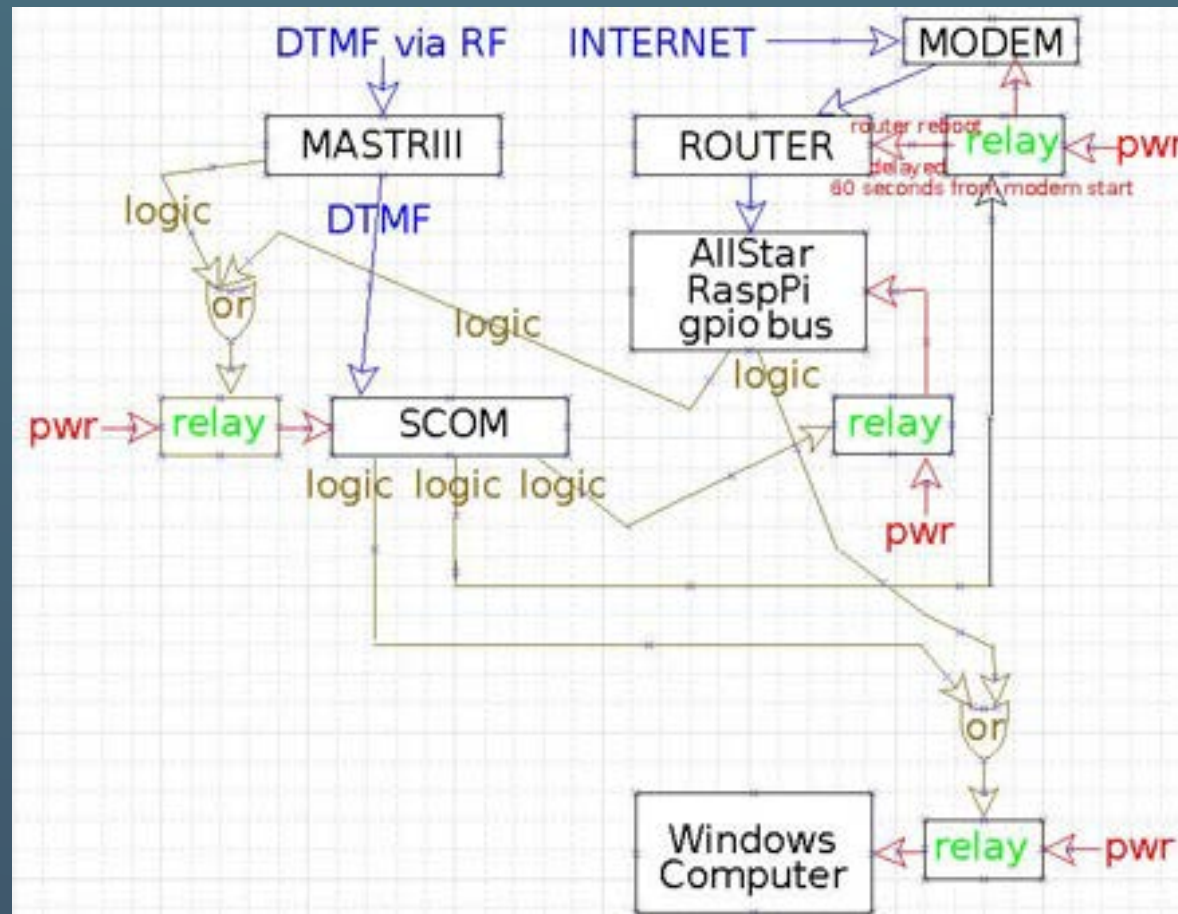 DTMF via RF
INTERNET
MODEM
MASTRIII
ROUTER
router reboot
relay
pwr
delayed
60 seconds from modem start
logic
DTMF
AllStar
RaspPi
gpio bus
or
logic
logic
pwr
relay
SCOM
relay
logic
logic
logic
pwr
or
Windows
Computer
relay
pwr